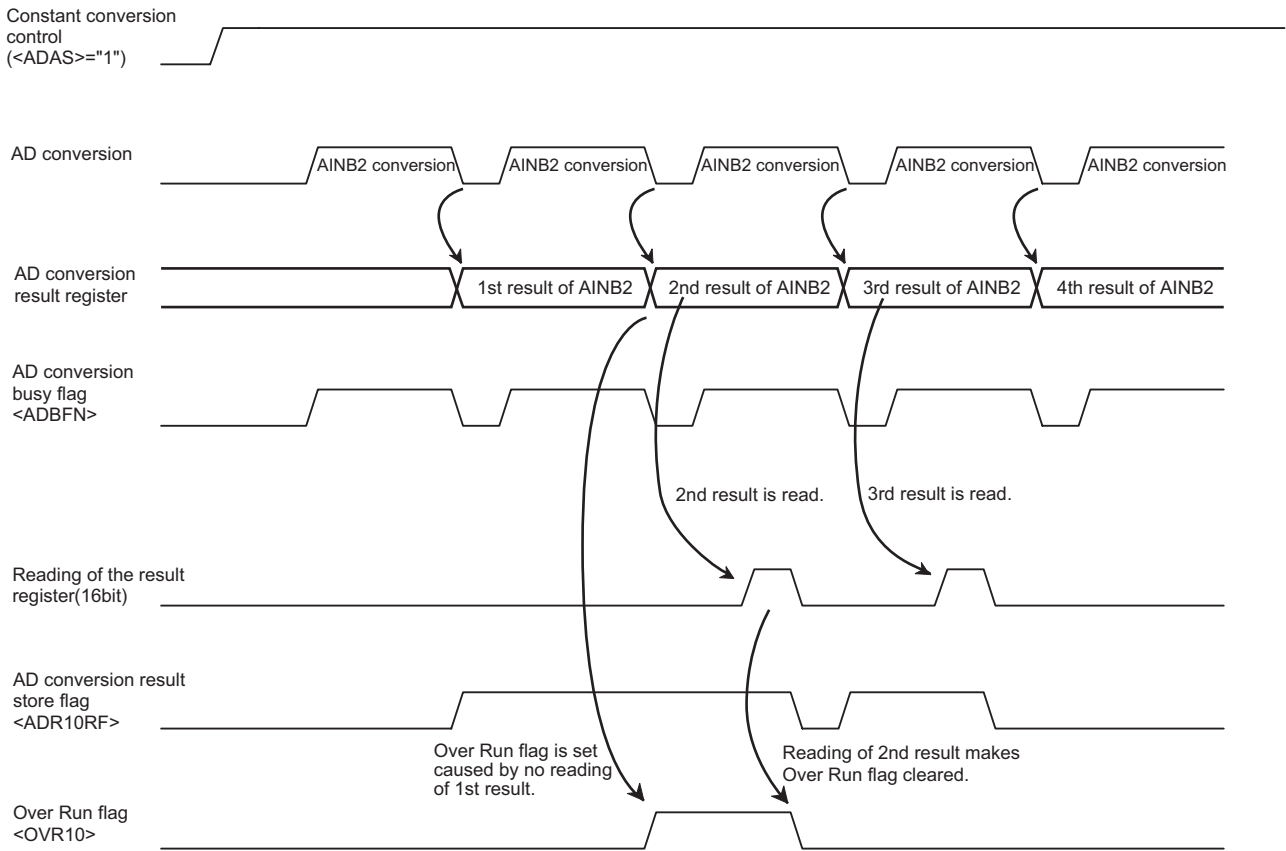 Constant conversion
control
(<ADAS>="1")
AD conversion
AINB2 conversion
AINB2 conversion
AINB2 conversion
AINB2 conversion
AINB2 conversion
AD conversion
result register
1st result of AINB2
2nd result of AINB2
3rd result of AINB2
4th result of AINB2
AD conversion
busy flag
<ADBFN>
2nd result is read.
3rd result is read.
Reading of the result
register(16bit)
AD conversion result
store flag
<ADR10RF>
Over Run flag is set
caused by no reading
of 1st result.
Reading of 2nd result makes
Over Run flag cleared.
Over Run flag
<OVR10>